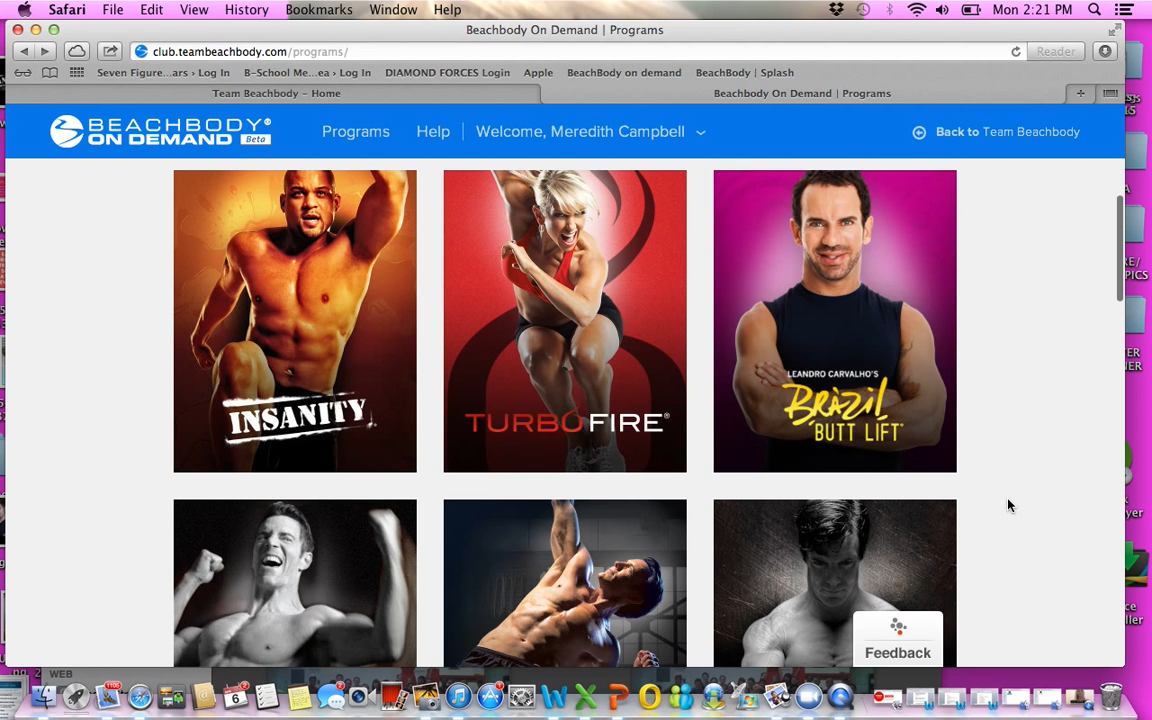 Safari File Edit View History Bookmarks Window Help Mon 2:21 PM
Beachbody On Demand | Programs
club.teambeachbody.com/programs/ Reader
Seven Figure...ars › Log In B-School Me...ea › Log In DIAMOND FORCES Login Apple BeachBody on demand BeachBody | Splash
Team Beachbody – Home Beachbody On Demand | Programs
BEACHBODY®
ON DEMAND Beta
Programs Help Welcome, Meredith Campbell Back to Team Beachbody
INSANITY
TURBOFIRE®
LEANDRO CARVALHO'S
BRAZIL
BUTT LIFT®
Feedback
WEB